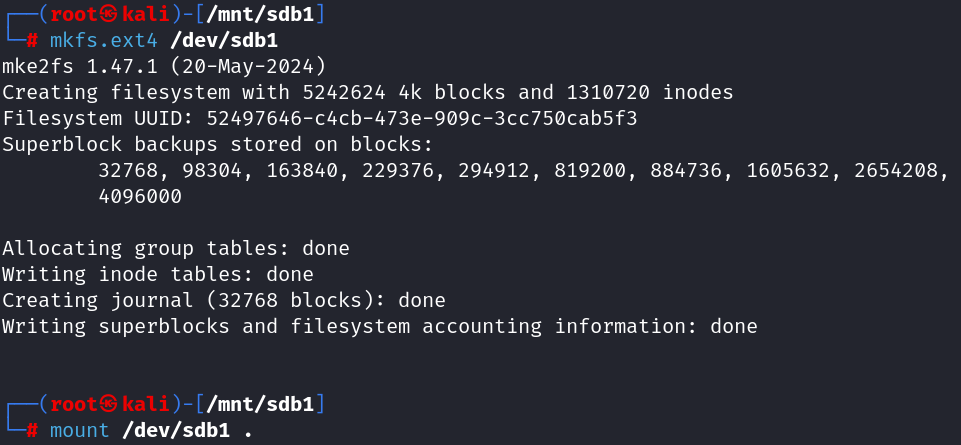 ┌──(root㉿kali)-[/mnt/sdb1]
└─# mkfs.ext4 /dev/sdb1
mke2fs 1.47.1 (20-May-2024)
Creating filesystem with 5242624 4k blocks and 1310720 inodes
Filesystem UUID: 52497646-c4cb-473e-909c-3cc750cab5f3
Superblock backups stored on blocks:
        32768, 98304, 163840, 229376, 294912, 819200, 884736, 1605632, 2654208,
        4096000

Allocating group tables: done
Writing inode tables: done
Creating journal (32768 blocks): done
Writing superblocks and filesystem accounting information: done

┌──(root㉿kali)-[/mnt/sdb1]
└─# mount /dev/sdb1 .